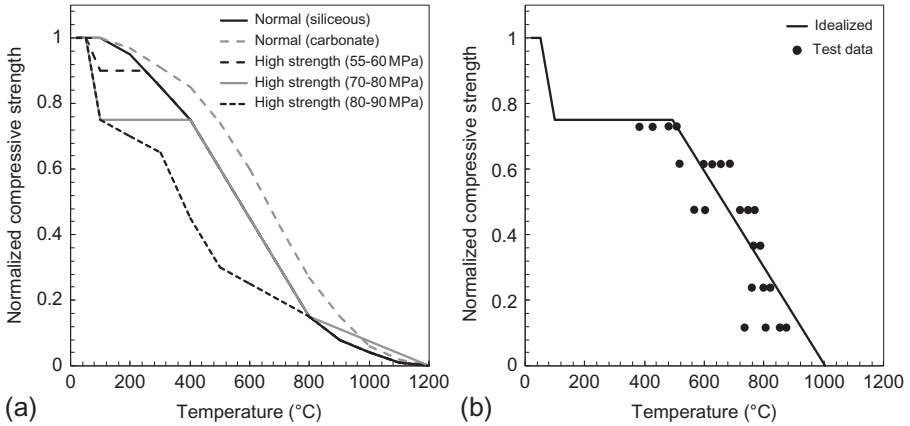 Normalized compressive strength
1
0.8
0.6
0.4
0.2
0
0 200 400 600 800 1000 1200
Temperature (°C)
Normal (siliceous)
Normal (carbonate)
High strength (55-60 MPa)
High strength (70-80 MPa)
High strength (80-90 MPa)
(a)
Normalized compressive strength
1
0.8
0.6
0.4
0.2
0
0 200 400 600 800 1000 1200
Temperature (°C)
Idealized
Test data
(b)